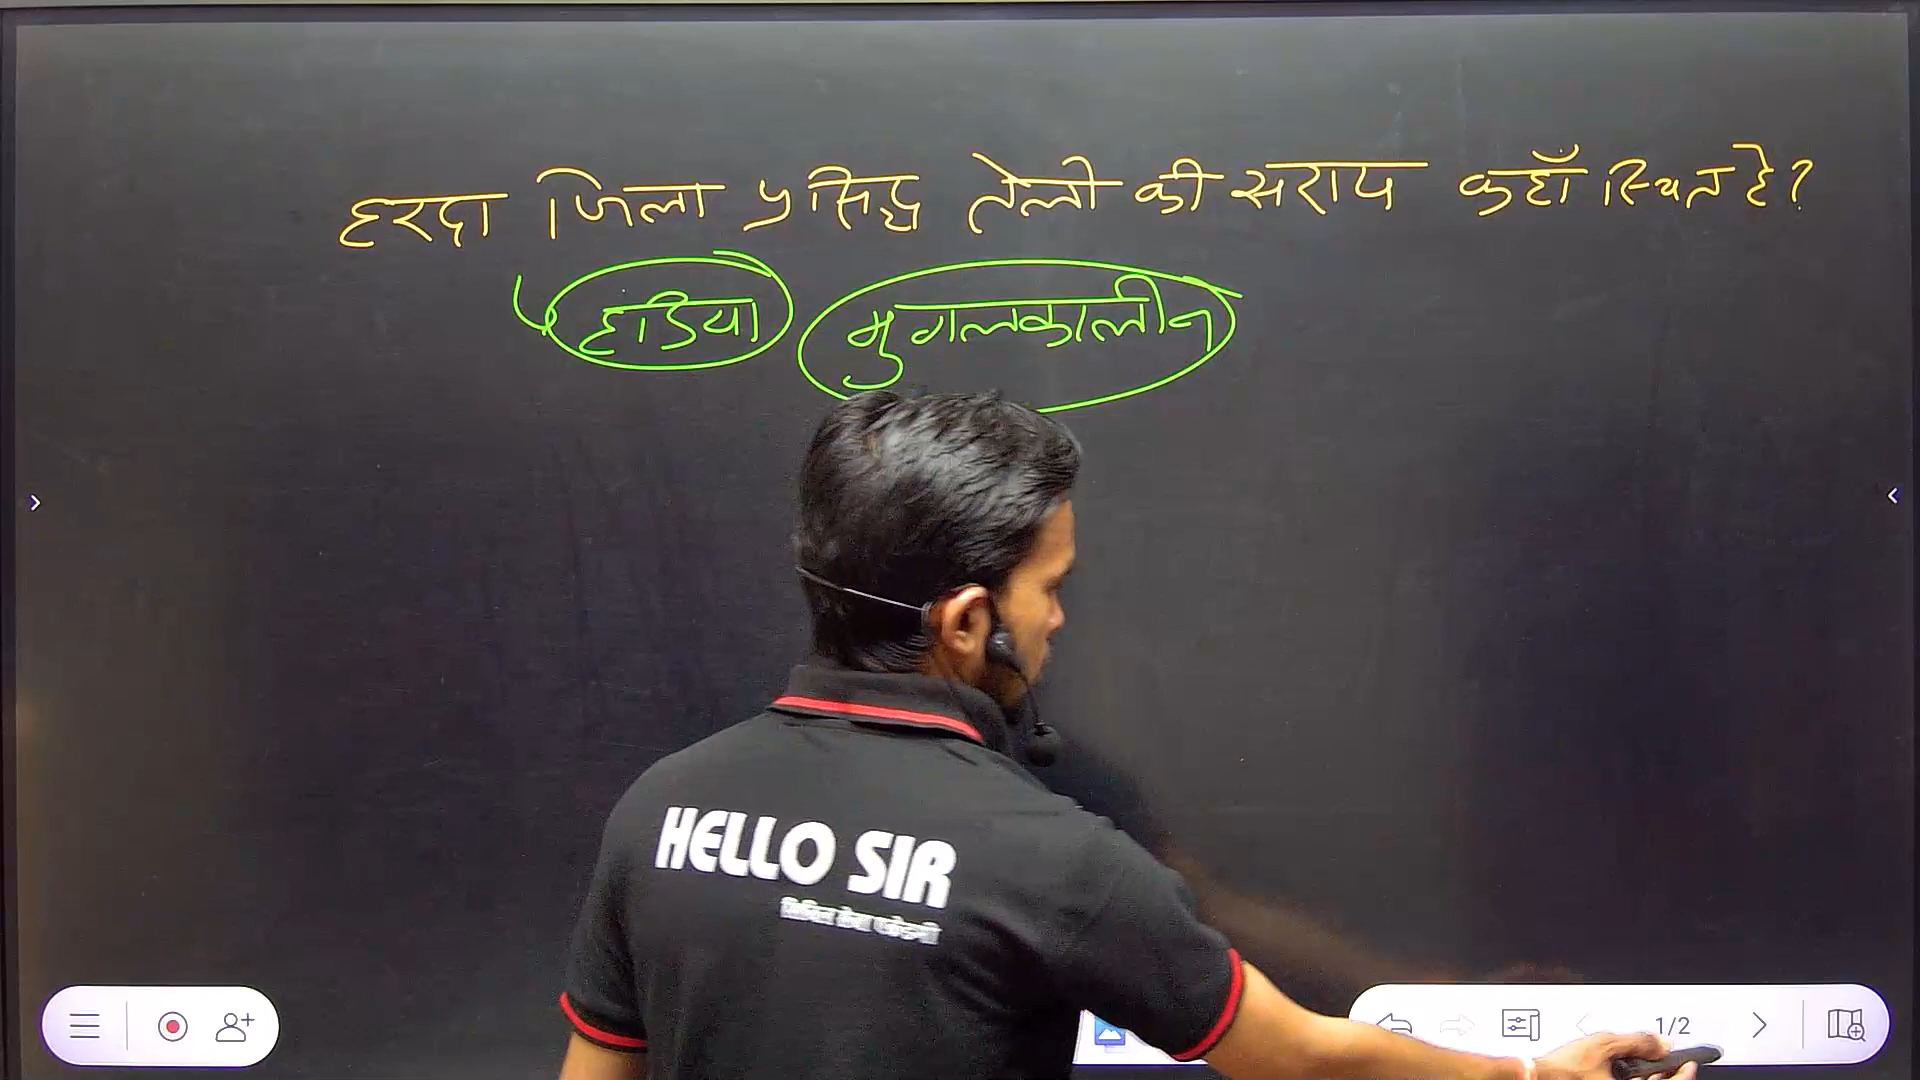 हरदा जिला प्रसिद्ध तेली की सराय कहाँ स्थित है?
हंडिया मुगलकालीन
HELLO SIR
1/2